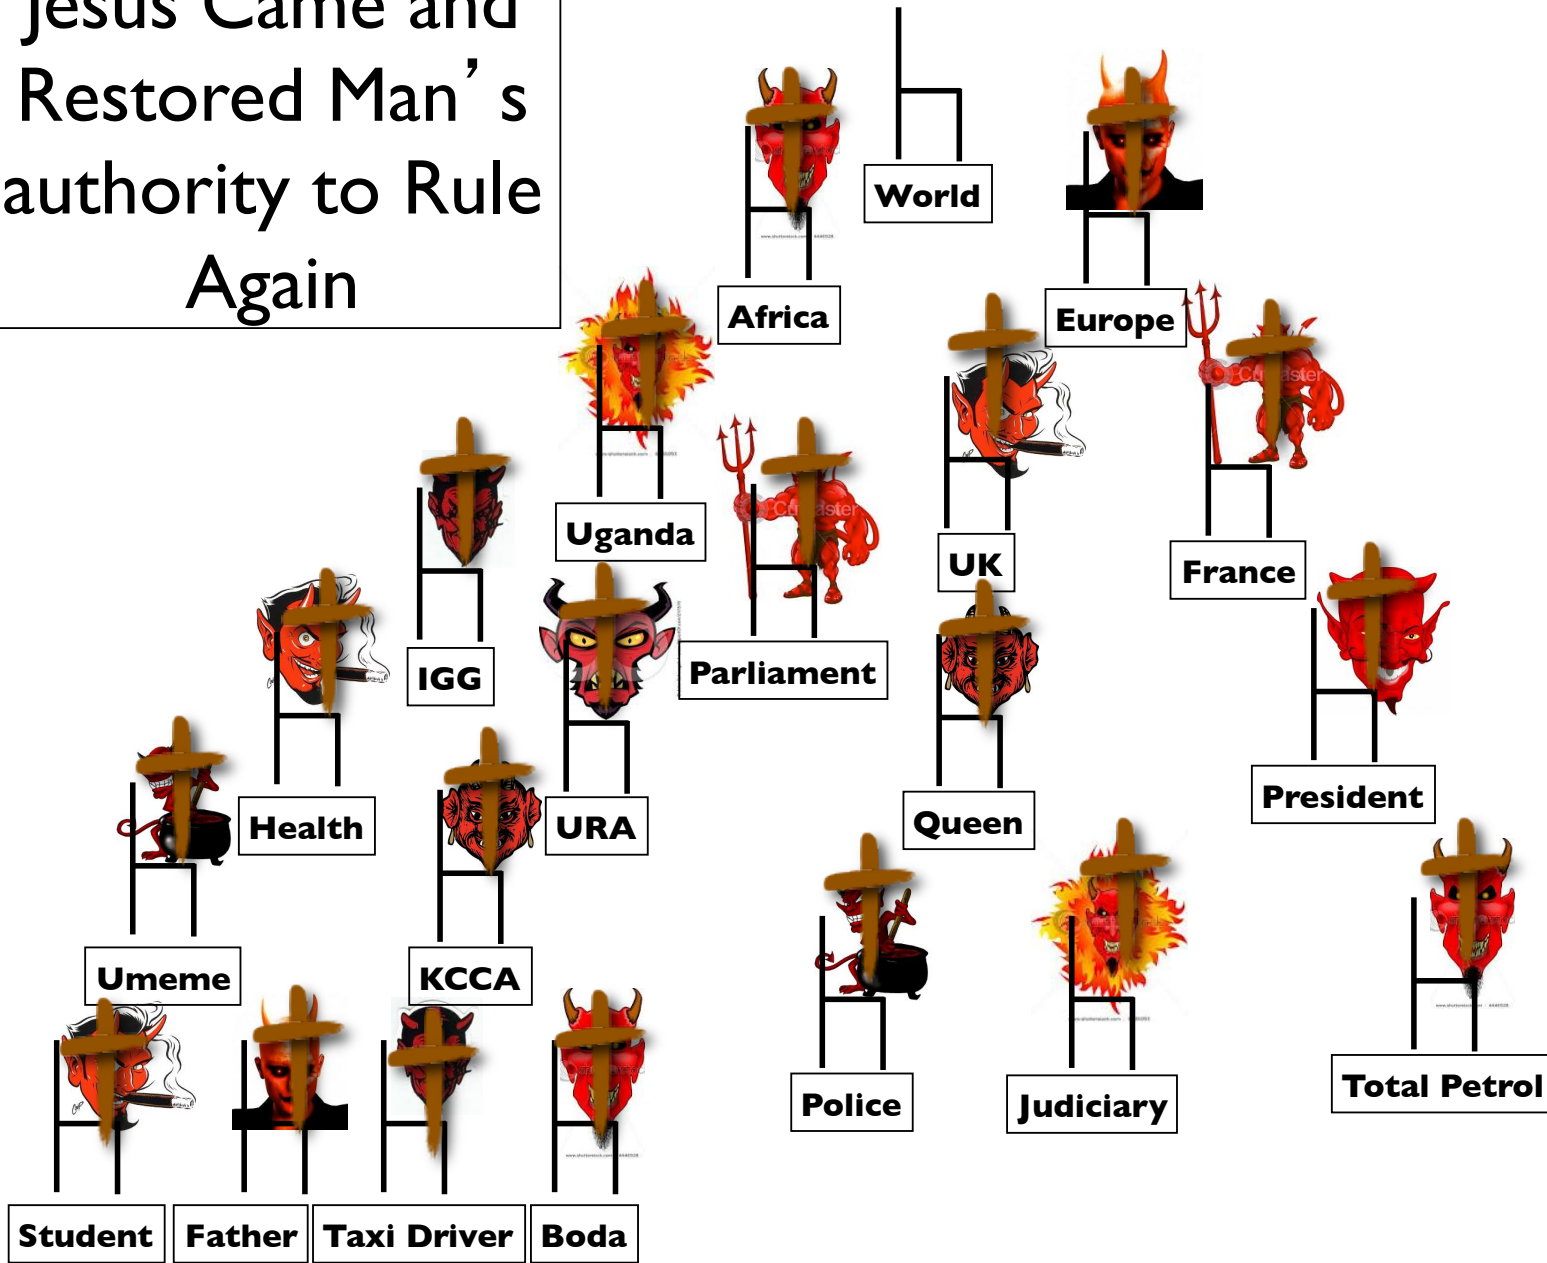 Jesus Came and
Restored Man's
authority to Rule
Again
World
Africa
Europe
Uganda
UK
France
IGG
Parliament
Health
URA
Queen
President
Umeme
KCCA
Police
Judiciary
Total Petrol
Student
Father
Taxi Driver
Boda